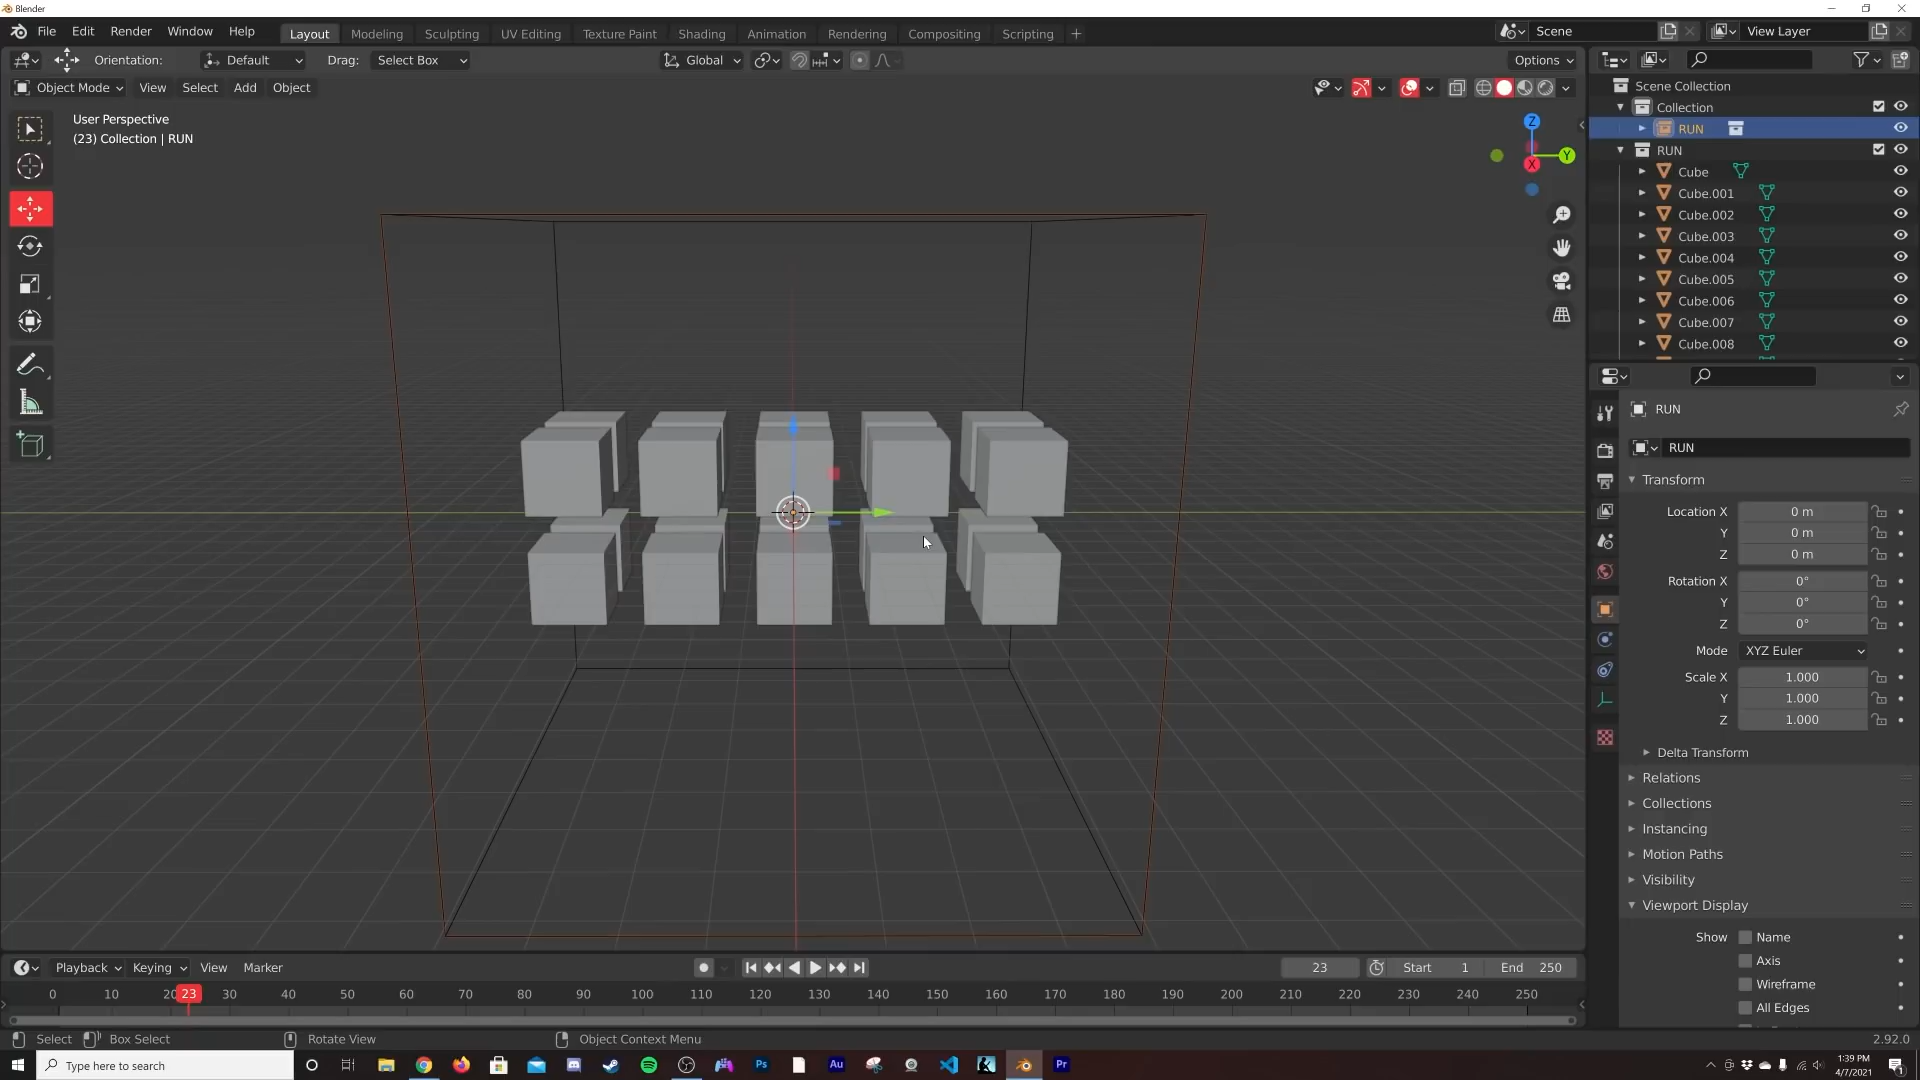 Blender
File Edit Render Window Help Layout Modeling Sculpting UV Editing Texture Paint Shading Animation Rendering Compositing Scripting + Scene View Layer
Orientation: Default Drag: Select Box Global Options
Object Mode View Select Add Object
User Perspective
(23) Collection | RUN
Z
Y
X
Scene Collection
Collection
RUN
RUN
Cube
Cube.001
Cube.002
Cube.003
Cube.004
Cube.005
Cube.006
Cube.007
Cube.008
RUN
RUN
Transform
Location X 0 m
Y 0 m
Z 0 m
Rotation X 0°
Y 0°
Z 0°
Mode XYZ Euler
Scale X 1.000
Y 1.000
Z 1.000
Delta Transform
Relations
Collections
Instancing
Motion Paths
Visibility
Viewport Display
Show Name
Axis
Wireframe
All Edges
Playback Keying View Marker 23 Start 1 End 250
0 10 20 23 30 40 50 60 70 80 90 100 110 120 130 140 150 160 170 180 190 200 210 220 230 240 250
Select Box Select Rotate View Object Context Menu 2.92.0
Type here to search Ps Au Pr 1:39 PM
4/7/2021